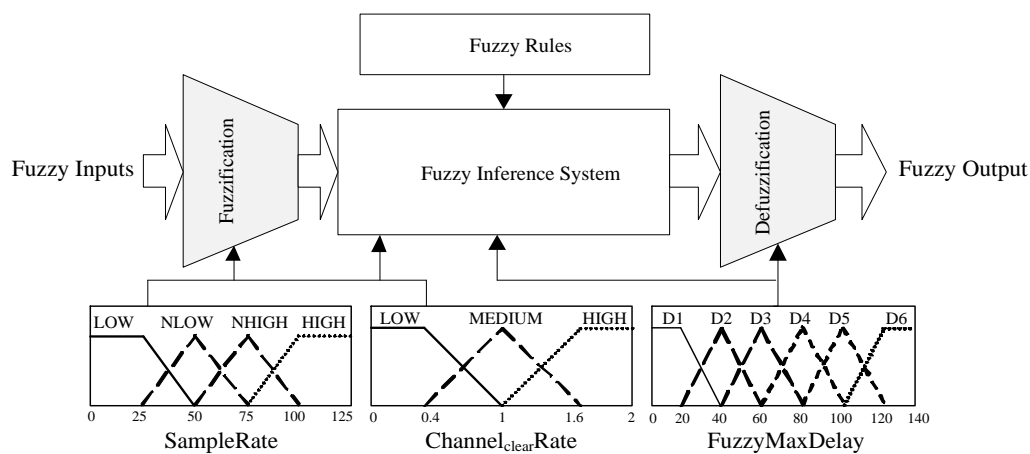 Fuzzy Rules
Fuzzy Inputs
Fuzzification
Fuzzy Inference System
Defuzzification
Fuzzy Output
LOW NLOW NHIGH HIGH
0 25 50 75 100 125
SampleRate
LOW MEDIUM HIGH
0 0.4 1 1.6 2
Channel_clearRate
D1 D2 D3 D4 D5 D6
0 20 40 60 80 100 120 140
FuzzyMaxDelay